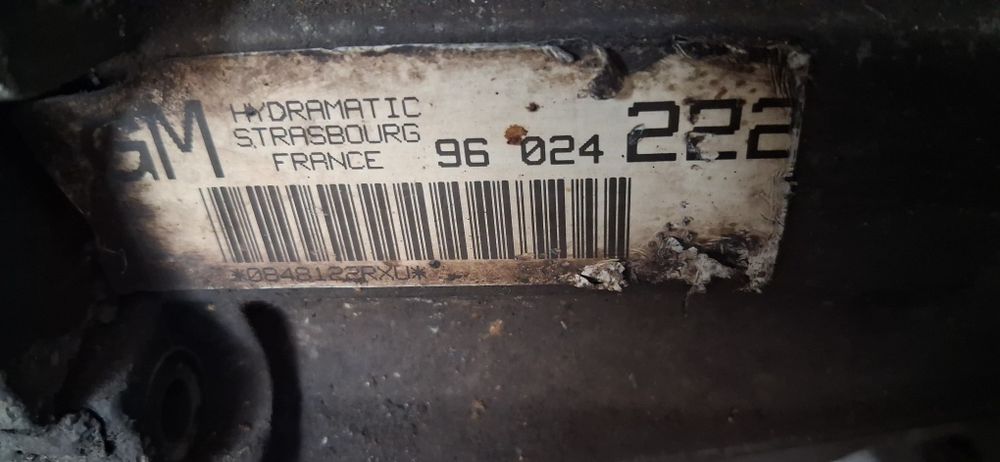 GM
HYDRAMATIC
STRASBOURG
FRANCE
96 024 222
*0848122RXU*